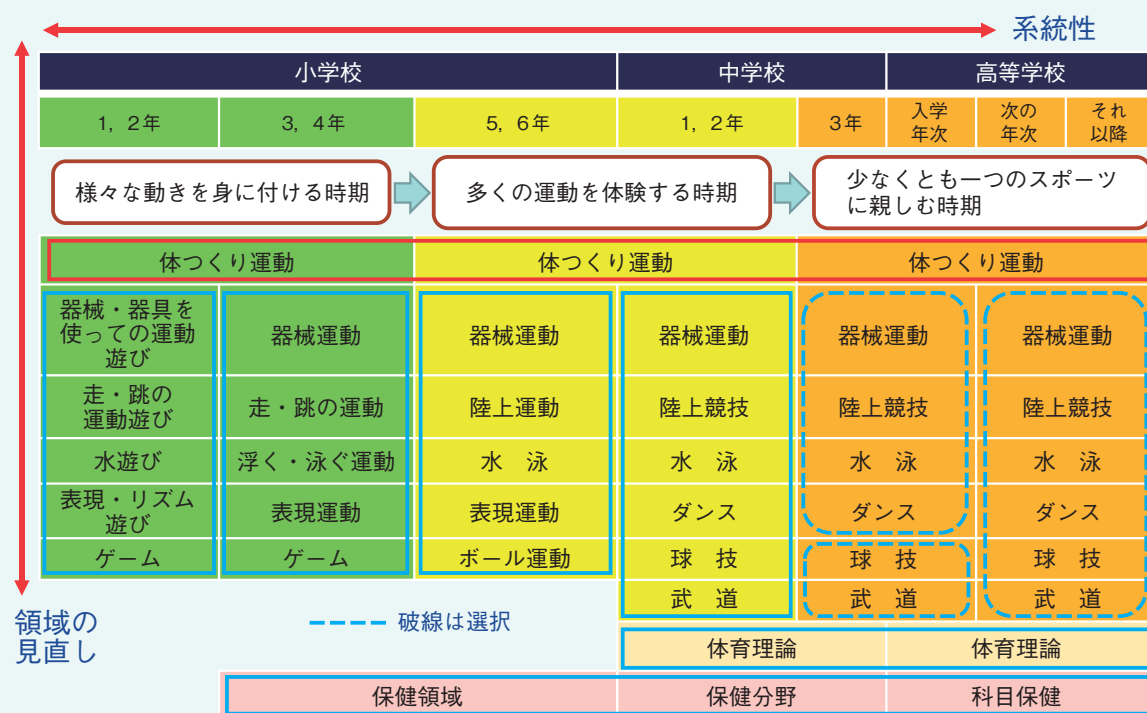 系統性
小学校 中学校 高等学校
1，2年 3，4年 5，6年 1，2年 3年 入学年次 次の年次 それ以降
様々な動きを身に付ける時期 多くの運動を体験する時期 少なくとも一つのスポーツ
に親しむ時期
体つくり運動 体つくり運動 体つくり運動
器械・器具を
使っての運動
遊び
器械運動 器械運動 器械運動 器械運動 器械運動
走・跳の
運動遊び
走・跳の運動 陸上運動 陸上競技 陸上競技 陸上競技
水遊び 浮く・泳ぐ運動 水　泳 水　泳 水　泳 水　泳
表現・リズム
遊び
表現運動 表現運動 ダンス ダンス ダンス
ゲーム ゲーム ボール運動 球　技 球　技 球　技
武　道 武　道 武　道
領域の
見直し
破線は選択
体育理論 体育理論
保健領域 保健分野 科目保健